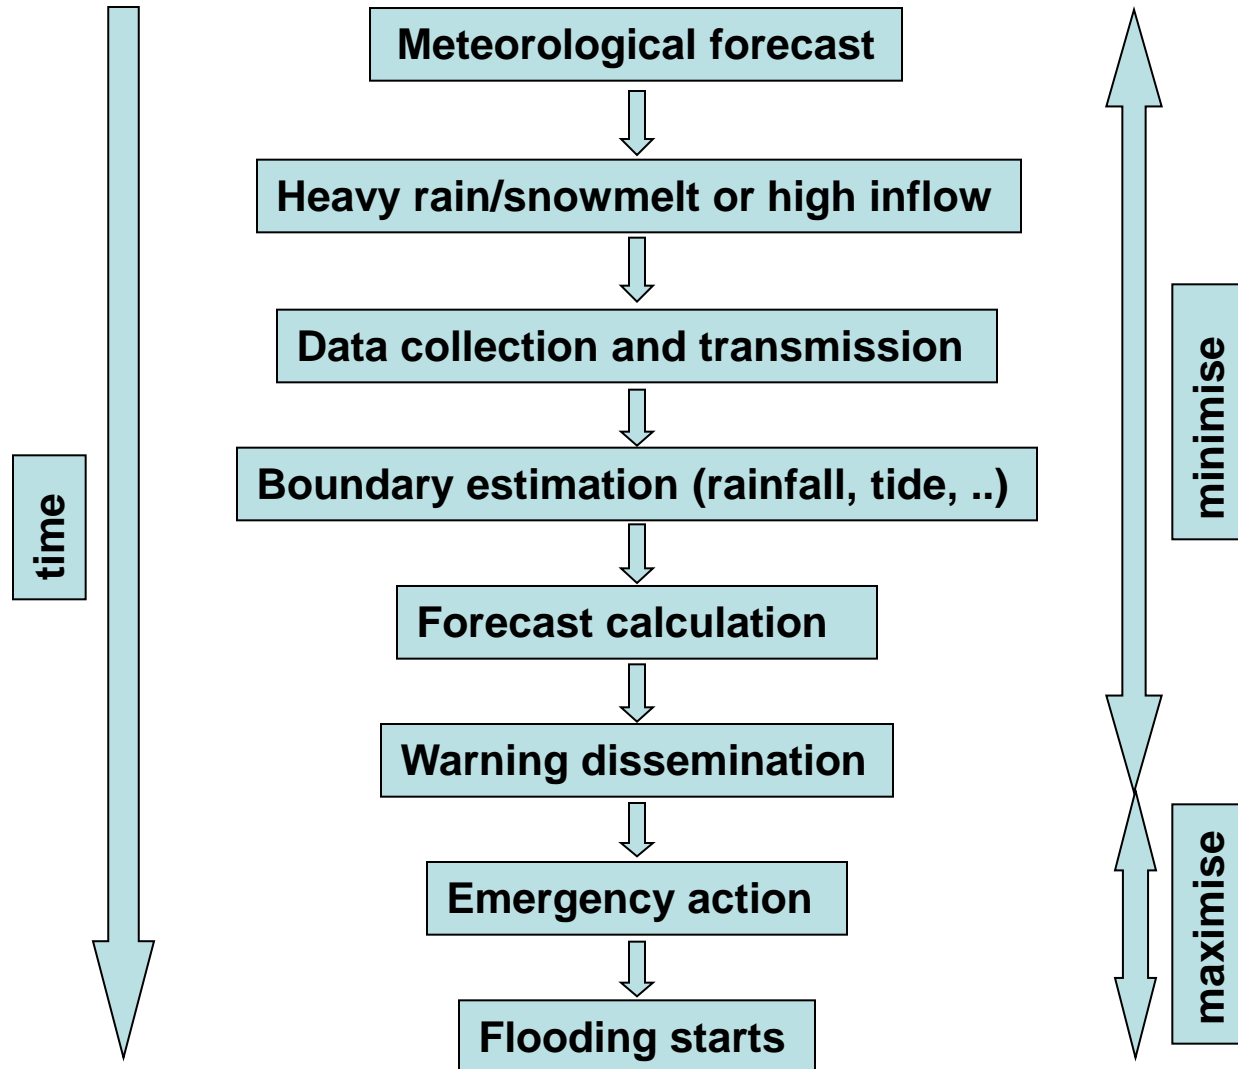 Meteorological forecast
Heavy rain/snowmelt or high inflow
Data collection and transmission
Boundary estimation (rainfall, tide, ..)
Forecast calculation
Warning dissemination
Emergency action
Flooding starts
time
minimise
maximise